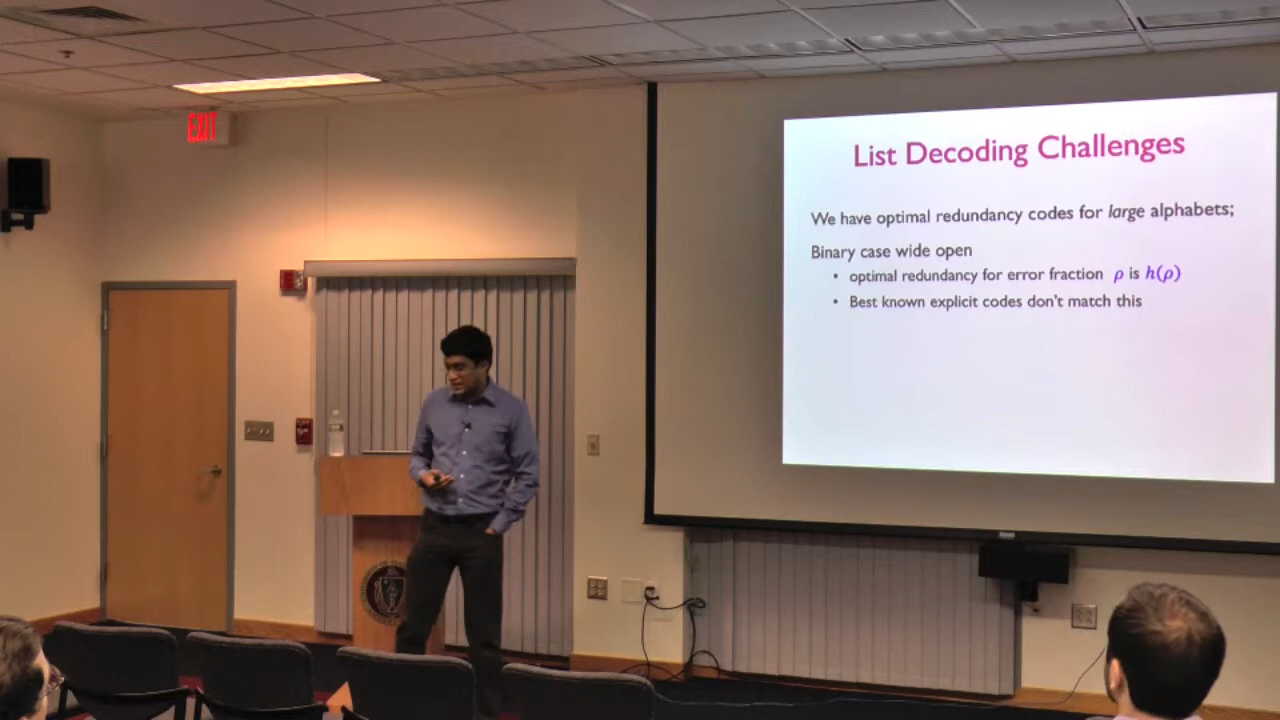 EXIT
List Decoding Challenges
We have optimal redundancy codes for large alphabets;
Binary case wide open
• optimal redundancy for error fraction ρ is h(ρ)
• Best known explicit codes don't match this